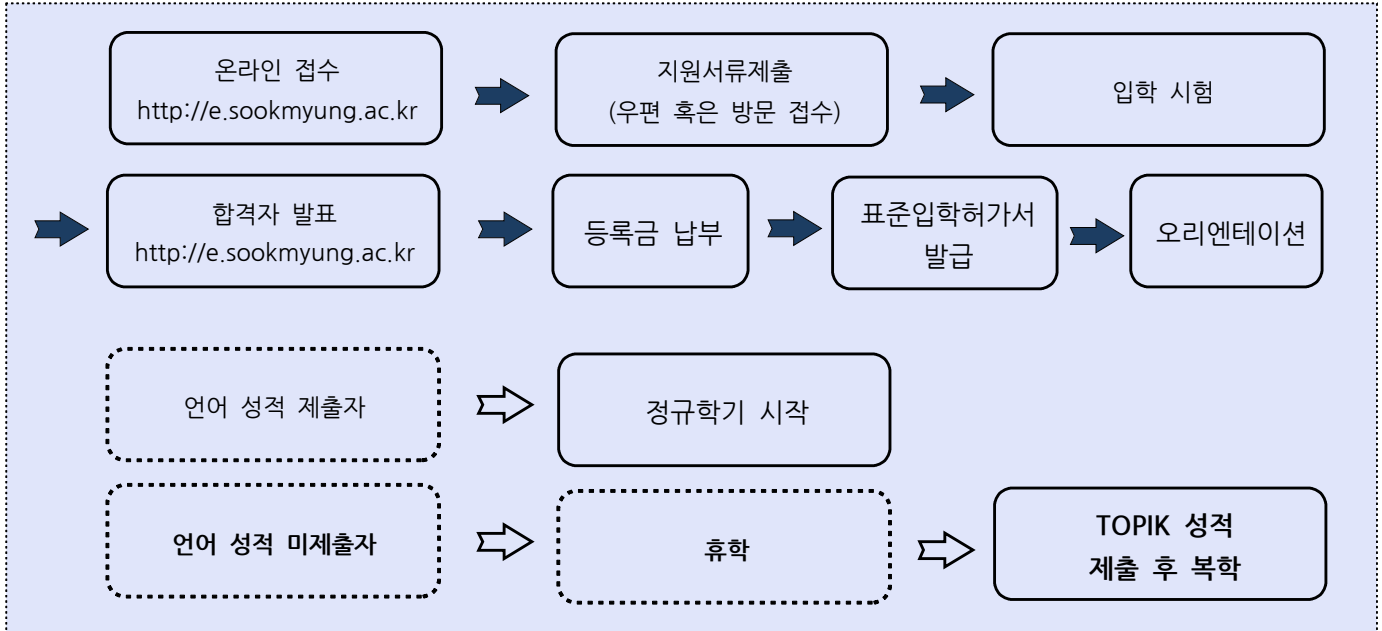 온라인 접수
http://e.sookmyung.ac.kr
지원서류제출
(우편 혹은 방문 접수)
입학 시험
합격자 발표
http://e.sookmyung.ac.kr
등록금 납부
표준입학허가서
발급
오리엔테이션
언어 성적 제출자
정규학기 시작
언어 성적 미제출자
휴학
TOPIK 성적
제출 후 복학